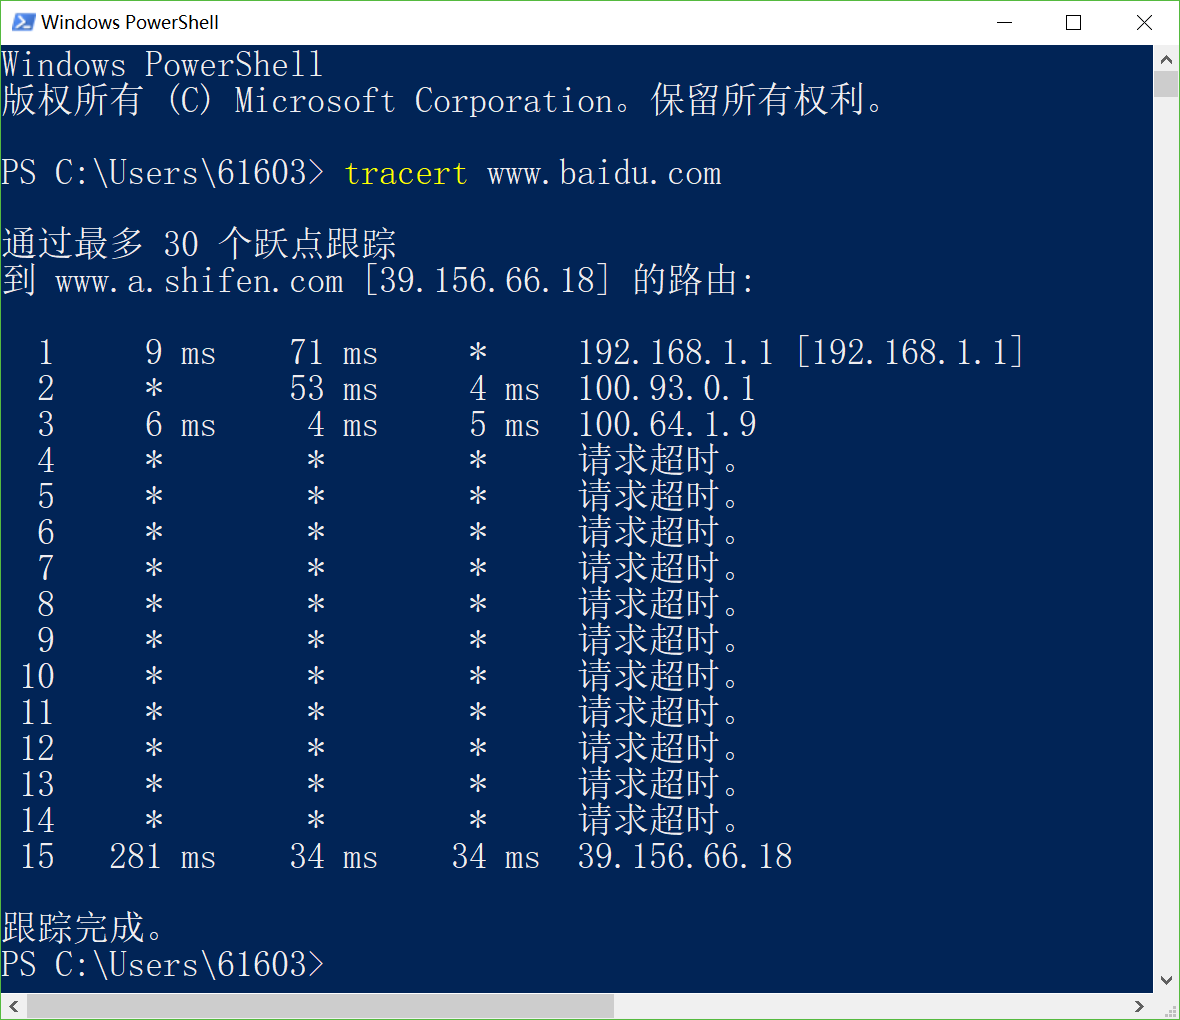 Windows PowerShell
Windows PowerShell
版权所有 (C) Microsoft Corporation。保留所有权利。
PS C:\Users\61603> tracert www.baidu.com
通过最多 30 个跃点跟踪
到 www.a.shifen.com [39.156.66.18] 的路由:
1 9 ms 71 ms * 192.168.1.1 [192.168.1.1]
2 * 53 ms 4 ms 100.93.0.1
3 6 ms 4 ms 5 ms 100.64.1.9
4 * * * 请求超时。
5 * * * 请求超时。
6 * * * 请求超时。
7 * * * 请求超时。
8 * * * 请求超时。
9 * * * 请求超时。
10 * * * 请求超时。
11 * * * 请求超时。
12 * * * 请求超时。
13 * * * 请求超时。
14 * * * 请求超时。
15 281 ms 34 ms 34 ms 39.156.66.18
跟踪完成。
PS C:\Users\61603>